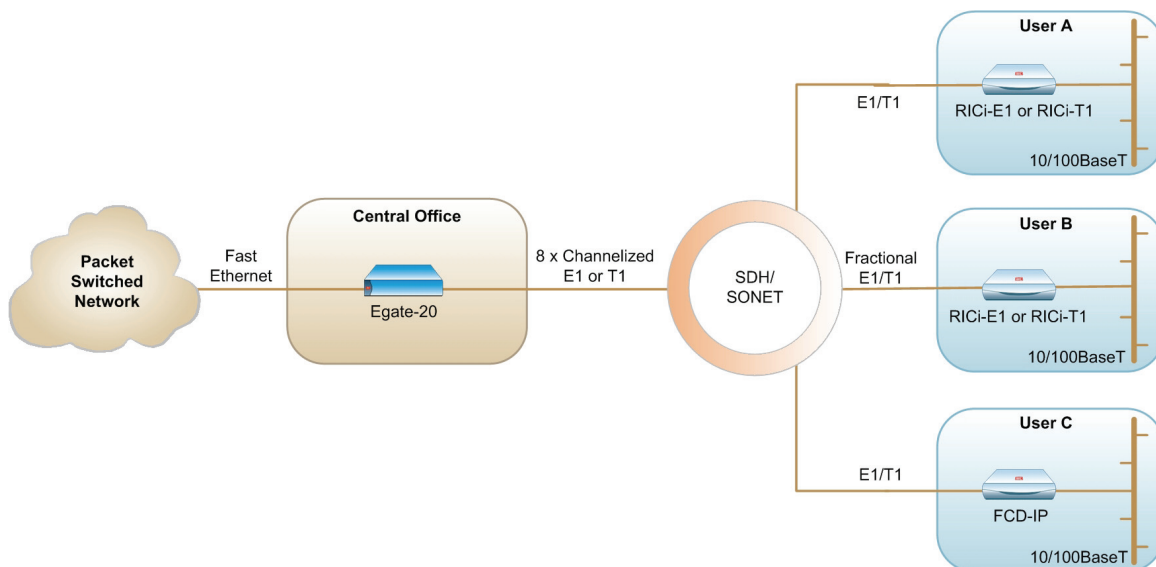 Packet
Switched
Network
Fast
Ethernet
Central Office
Egate-20
8 x Channelized
E1 or T1
SDH/
SONET
E1/T1
Fractional
E1/T1
E1/T1
User A
RICi-E1 or RICi-T1
10/100BaseT
User B
RICi-E1 or RICi-T1
10/100BaseT
User C
FCD-IP
10/100BaseT